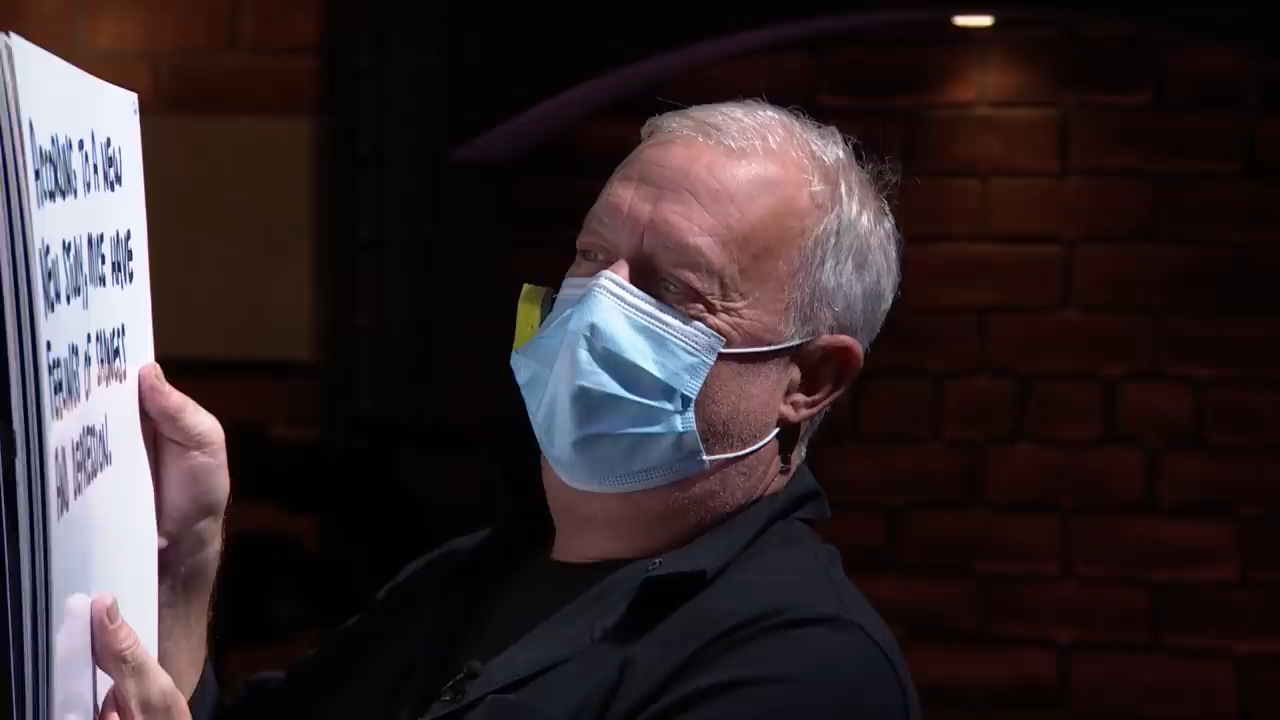 ACCORDING TO A NEW
NEW STUDY, MICE HAVE
FEELINGS OF SADNESS
AND DEPRESSION.